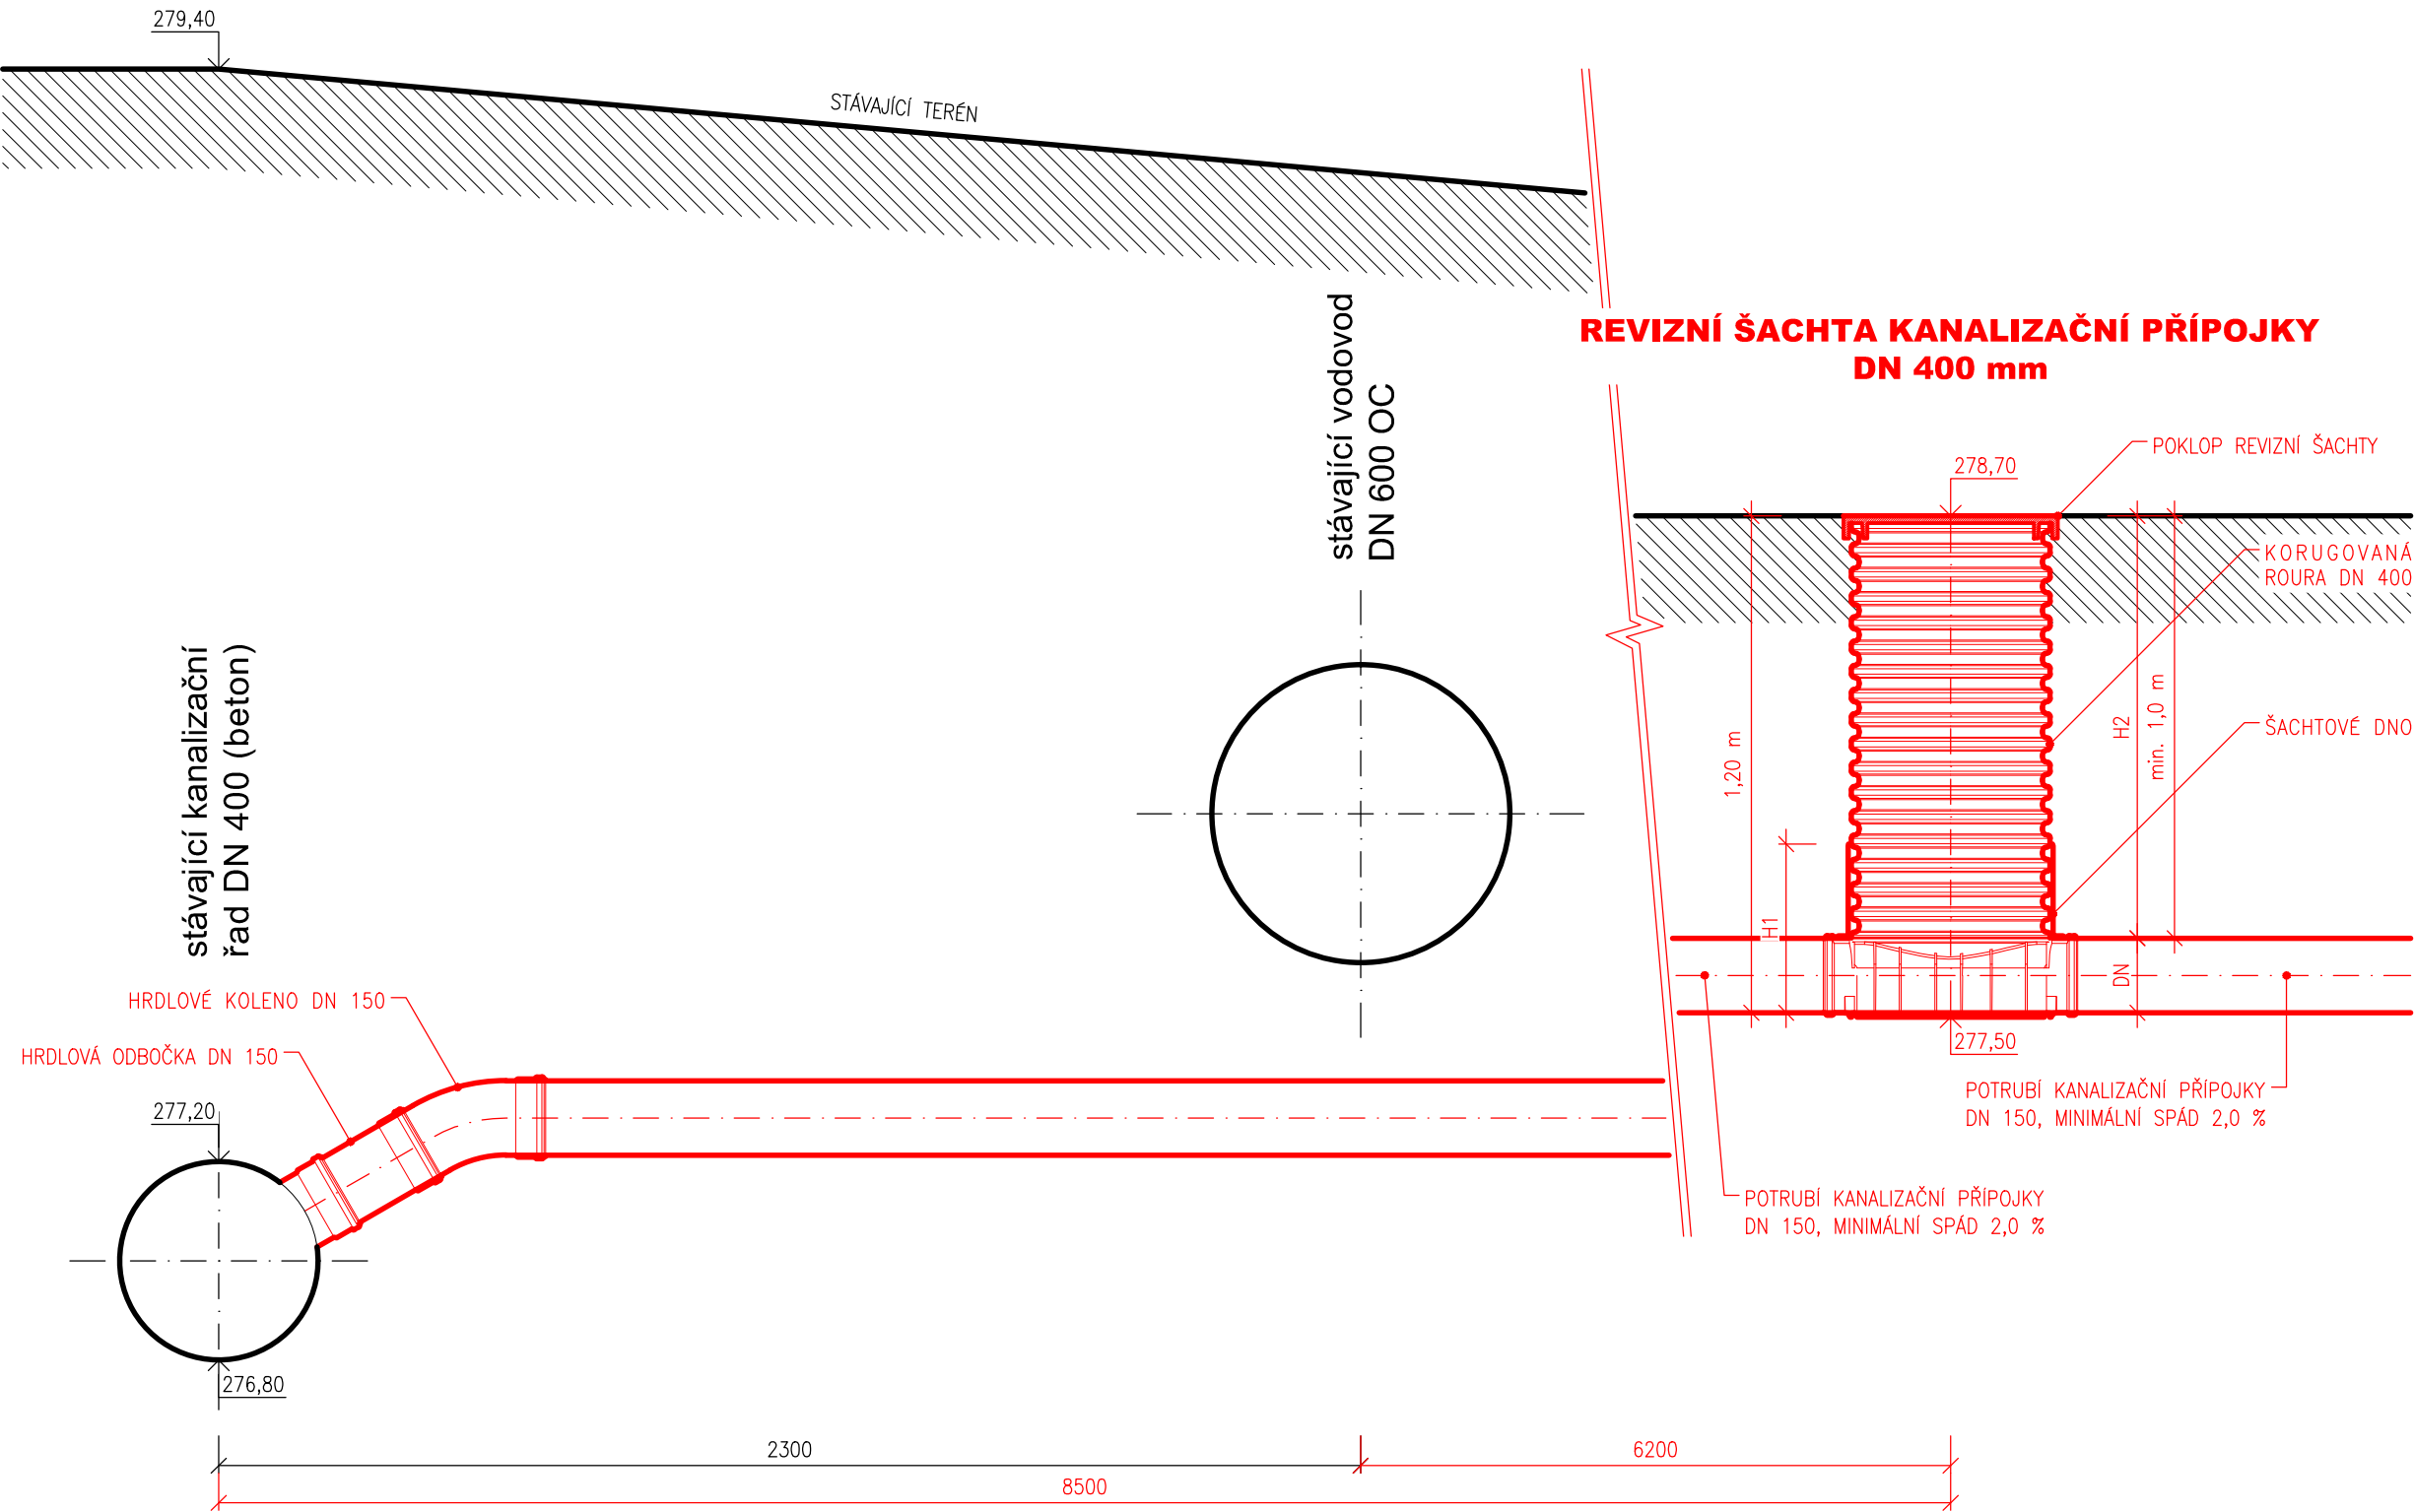 279,40
STÁVAJÍCÍ TERÉN
REVIZNÍ ŠACHTA KANALIZAČNÍ PŘÍPOJKY
DN 400 mm
stávající vodovod
DN 600 OC
POKLOP REVIZNÍ ŠACHTY
278,70
KORUGOVANÁ
ROURA DN 400
ŠACHTOVÉ DNO
1,20 m
H1
H2
min. 1,0 m
DN
stávající kanalizační
řad DN 400 (beton)
HRDLOVÉ KOLENO DN 150
HRDLOVÁ ODBOČKA DN 150
277,50
277,20
POTRUBÍ KANALIZAČNÍ PŘÍPOJKY
DN 150, MINIMÁLNÍ SPÁD 2,0 %
POTRUBÍ KANALIZAČNÍ PŘÍPOJKY
DN 150, MINIMÁLNÍ SPÁD 2,0 %
276,80
2300
6200
8500